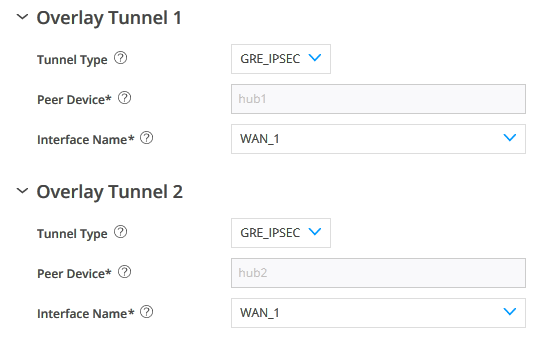 Overlay Tunnel 1
Tunnel Type ? GRE_IPSEC
Peer Device* ? hub1
Interface Name* ? WAN_1
Overlay Tunnel 2
Tunnel Type ? GRE_IPSEC
Peer Device* ? hub2
Interface Name* ? WAN_1